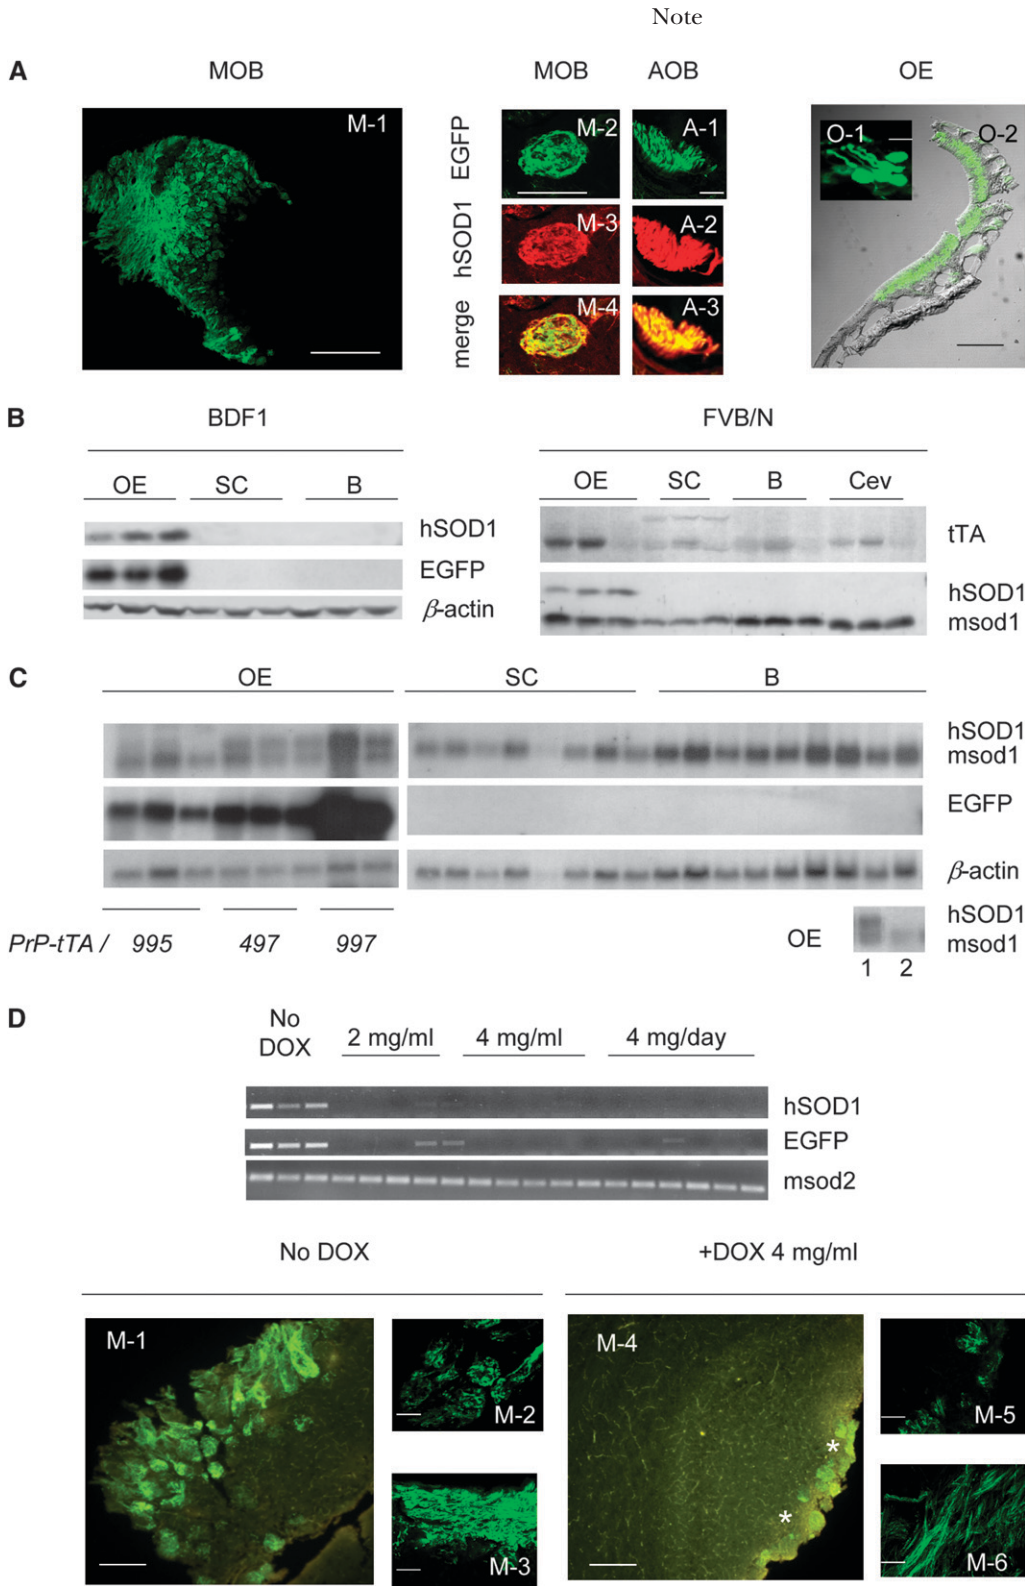 Note
A MOB MOB AOB OE
M-1
EGFP
M-2 A-1
hSOD1
M-3 A-2
merge
M-4 A-3
O-1 O-2
B BDF1 FVB/N
OE SC B
hSOD1
EGFP
β-actin
OE SC B Cev
tTA
hSOD1
msod1
C OE SC B
hSOD1
msod1
EGFP
β-actin
PrP-tTA / 995 497 997
OE
hSOD1
msod1
1 2
D No
DOX 2 mg/ml 4 mg/ml 4 mg/day
hSOD1
EGFP
msod2
No DOX +DOX 4 mg/ml
M-1
M-2
M-3
M-4
*
*
M-5
M-6